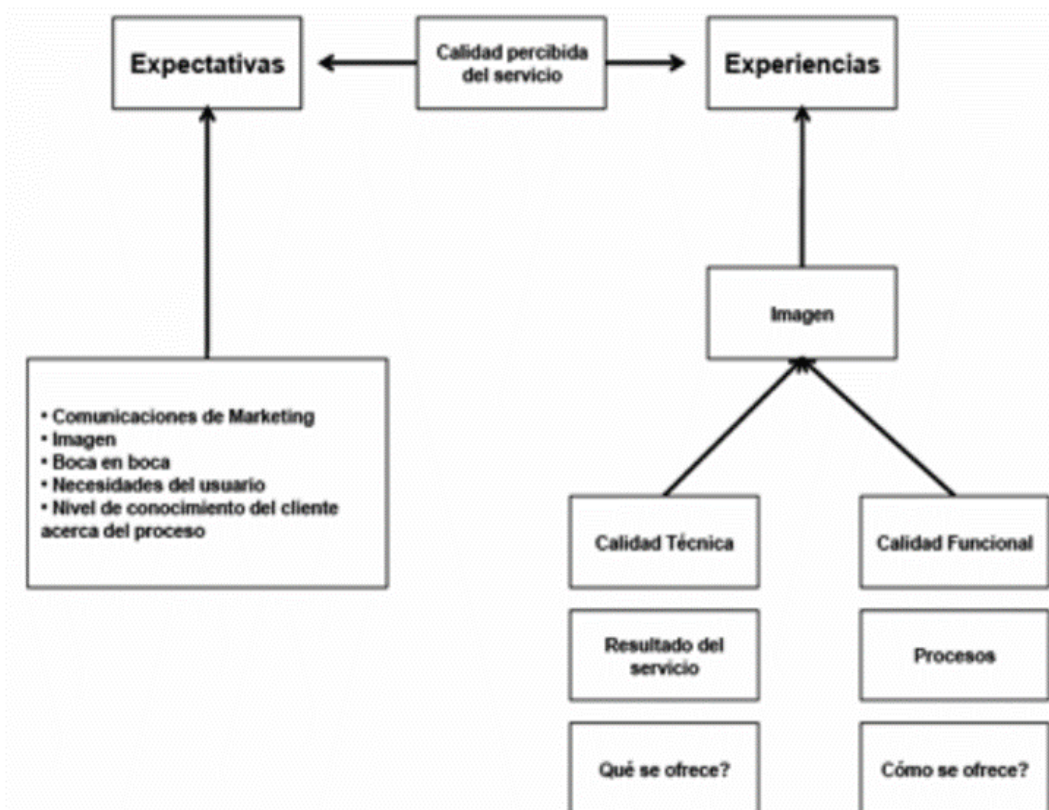 Expectativas
Calidad percibida
del servicio
Experiencias
Imagen
• Comunicaciones de Marketing
• Imagen
• Boca en boca
• Necesidades del usuario
• Nivel de conocimiento del cliente
acerca del proceso
Calidad Técnica
Calidad Funcional
Resultado del
servicio
Procesos
Qué se ofrece?
Cómo se ofrece?